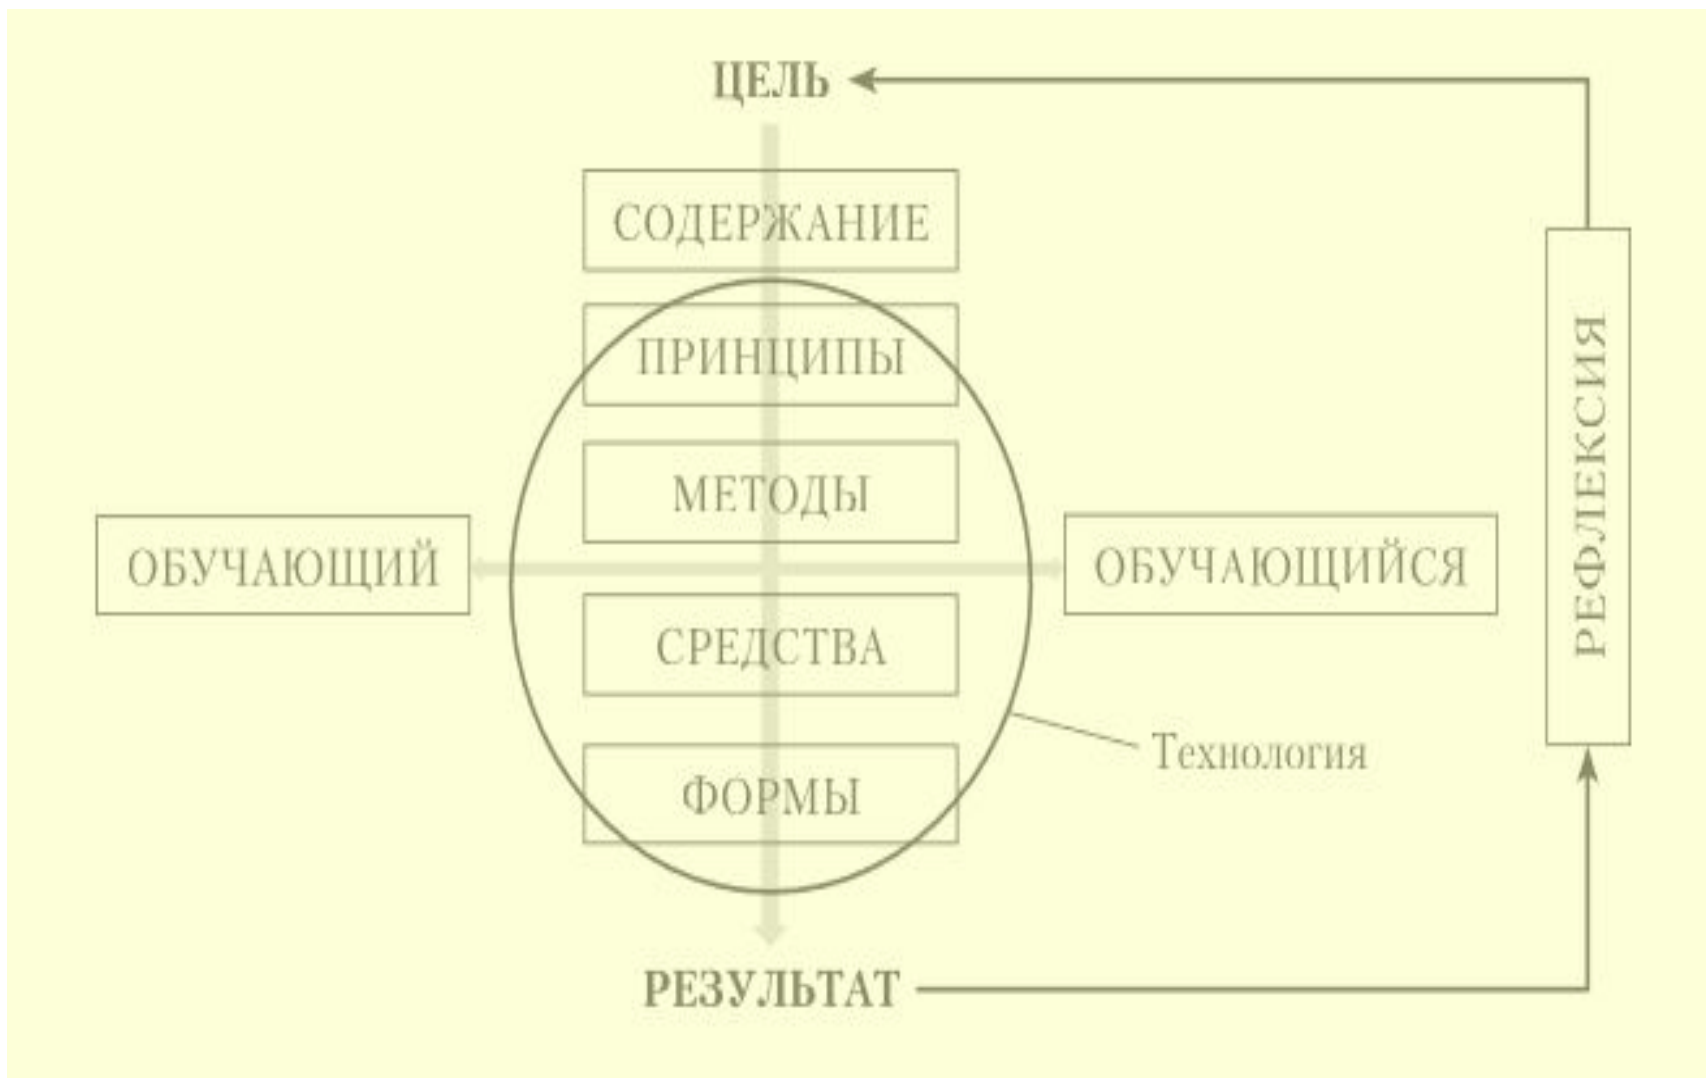 ЦЕЛЬ
СОДЕРЖАНИЕ
ПРИНЦИПЫ
МЕТОДЫ
ОБУЧАЮЩИЙ
ОБУЧАЮЩИЙСЯ
СРЕДСТВА
Технология
ФОРМЫ
РЕЗУЛЬТАТ
РЕФЛЕКСИЯ